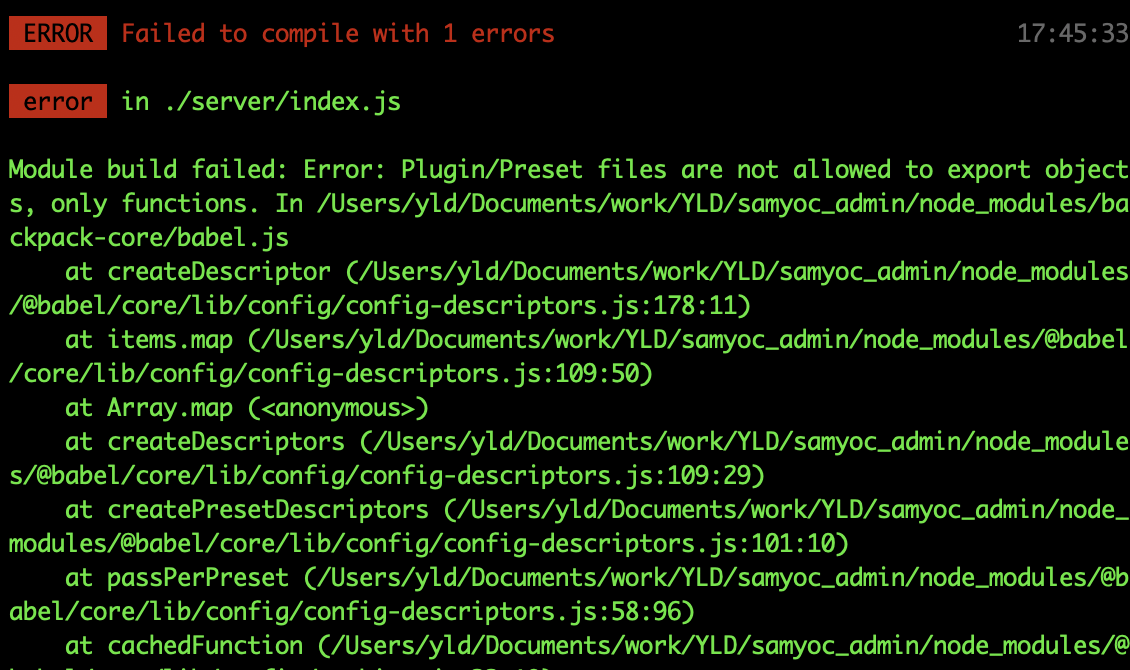 ERROR Failed to compile with 1 errors 17:45:33
error in ./server/index.js
Module build failed: Error: Plugin/Preset files are not allowed to export object
s, only functions. In /Users/yld/Documents/work/YLD/samyoc_admin/node_modules/ba
ckpack-core/babel.js
at createDescriptor (/Users/yld/Documents/work/YLD/samyoc_admin/node_modules
/@babel/core/lib/config/config-descriptors.js:178:11)
at items.map (/Users/yld/Documents/work/YLD/samyoc_admin/node_modules/@babel
/core/lib/config/config-descriptors.js:109:50)
at Array.map (<anonymous>)
at createDescriptors (/Users/yld/Documents/work/YLD/samyoc_admin/node_module
s/@babel/core/lib/config/config-descriptors.js:109:29)
at createPresetDescriptors (/Users/yld/Documents/work/YLD/samyoc_admin/node_
modules/@babel/core/lib/config/config-descriptors.js:101:10)
at passPerPreset (/Users/yld/Documents/work/YLD/samyoc_admin/node_modules/@b
abel/core/lib/config/config-descriptors.js:58:96)
at cachedFunction (/Users/yld/Documents/work/YLD/samyoc_admin/node_modules/@